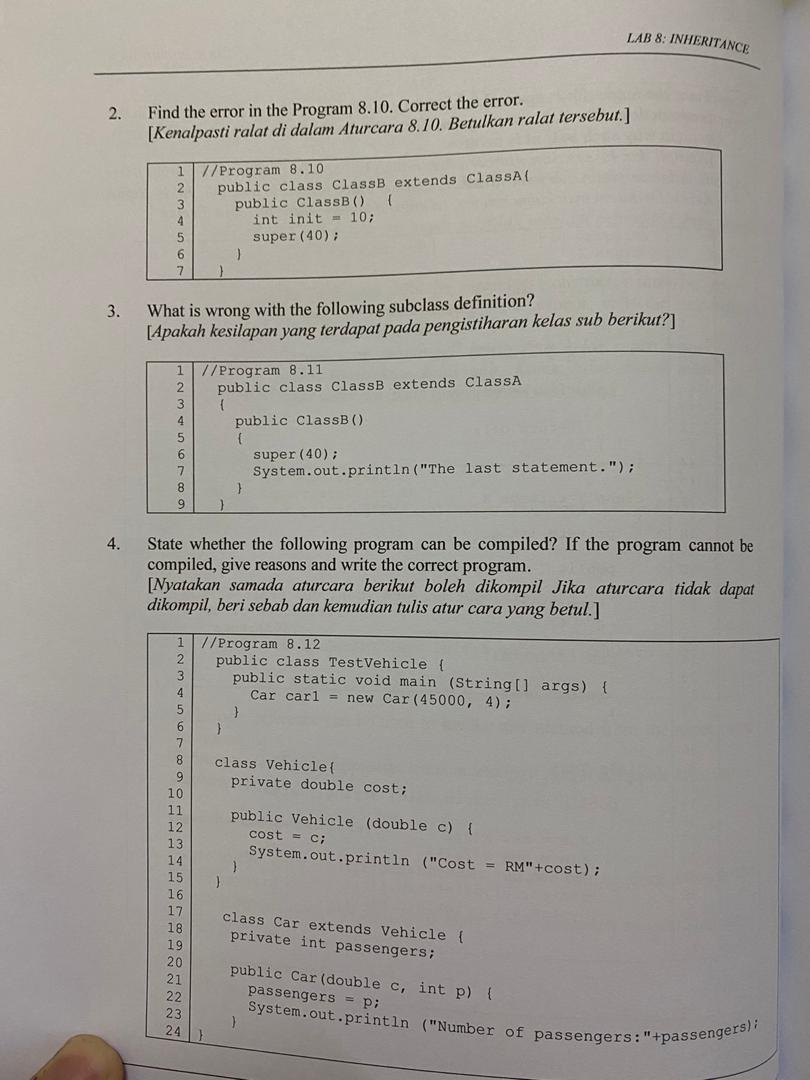 LAB 8: INHERITANCE
2. Find the error in the Program 8.10. Correct the error.
[Kenalpasti ralat di dalam Aturcara 8.10. Betulkan ralat tersebut.]
1 //Program 8.10
2 public class ClassB extends ClassA{
3 public ClassB() {
4 int init = 10;
5 super(40);
6 }
7 }
3. What is wrong with the following subclass definition?
[Apakah kesilapan yang terdapat pada pengistiharan kelas sub berikut?]
1 //Program 8.11
2 public class ClassB extends ClassA
3 {
4 public ClassB()
5 {
6 super(40);
7 System.out.println("The last statement.");
8 }
9 }
4. State whether the following program can be compiled? If the program cannot be
compiled, give reasons and write the correct program.
[Nyatakan samada aturcara berikut boleh dikompil Jika aturcara tidak dapat
dikompil, beri sebab dan kemudian tulis atur cara yang betul.]
1 //Program 8.12
2 public class TestVehicle {
3 public static void main (String[] args) {
4 Car car1 = new Car(45000, 4);
5 }
6 }
7
8 class Vehicle{
9 private double cost;
10
11 public Vehicle (double c) {
12 cost = c;
13 System.out.println ("Cost = RM"+cost);
14 }
15 }
16
17 class Car extends Vehicle {
18 private int passengers;
19
20 public Car(double c, int p) {
21 passengers = p;
22 System.out.println ("Number of passengers:"+passengers);
23 }
24 }